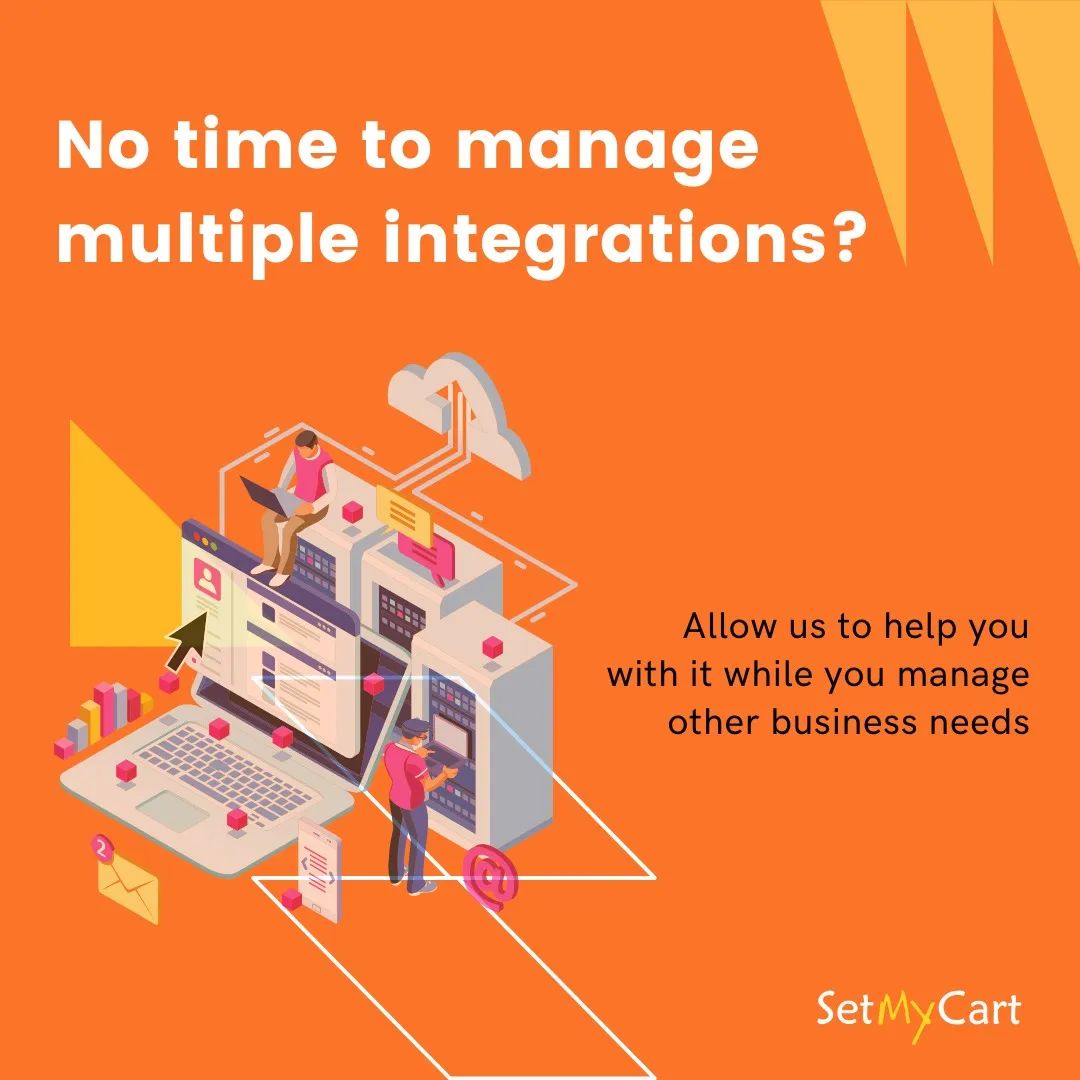 No time to manage
multiple integrations?
Allow us to help you
with it while you manage
other business needs
2
@
SetMyCart